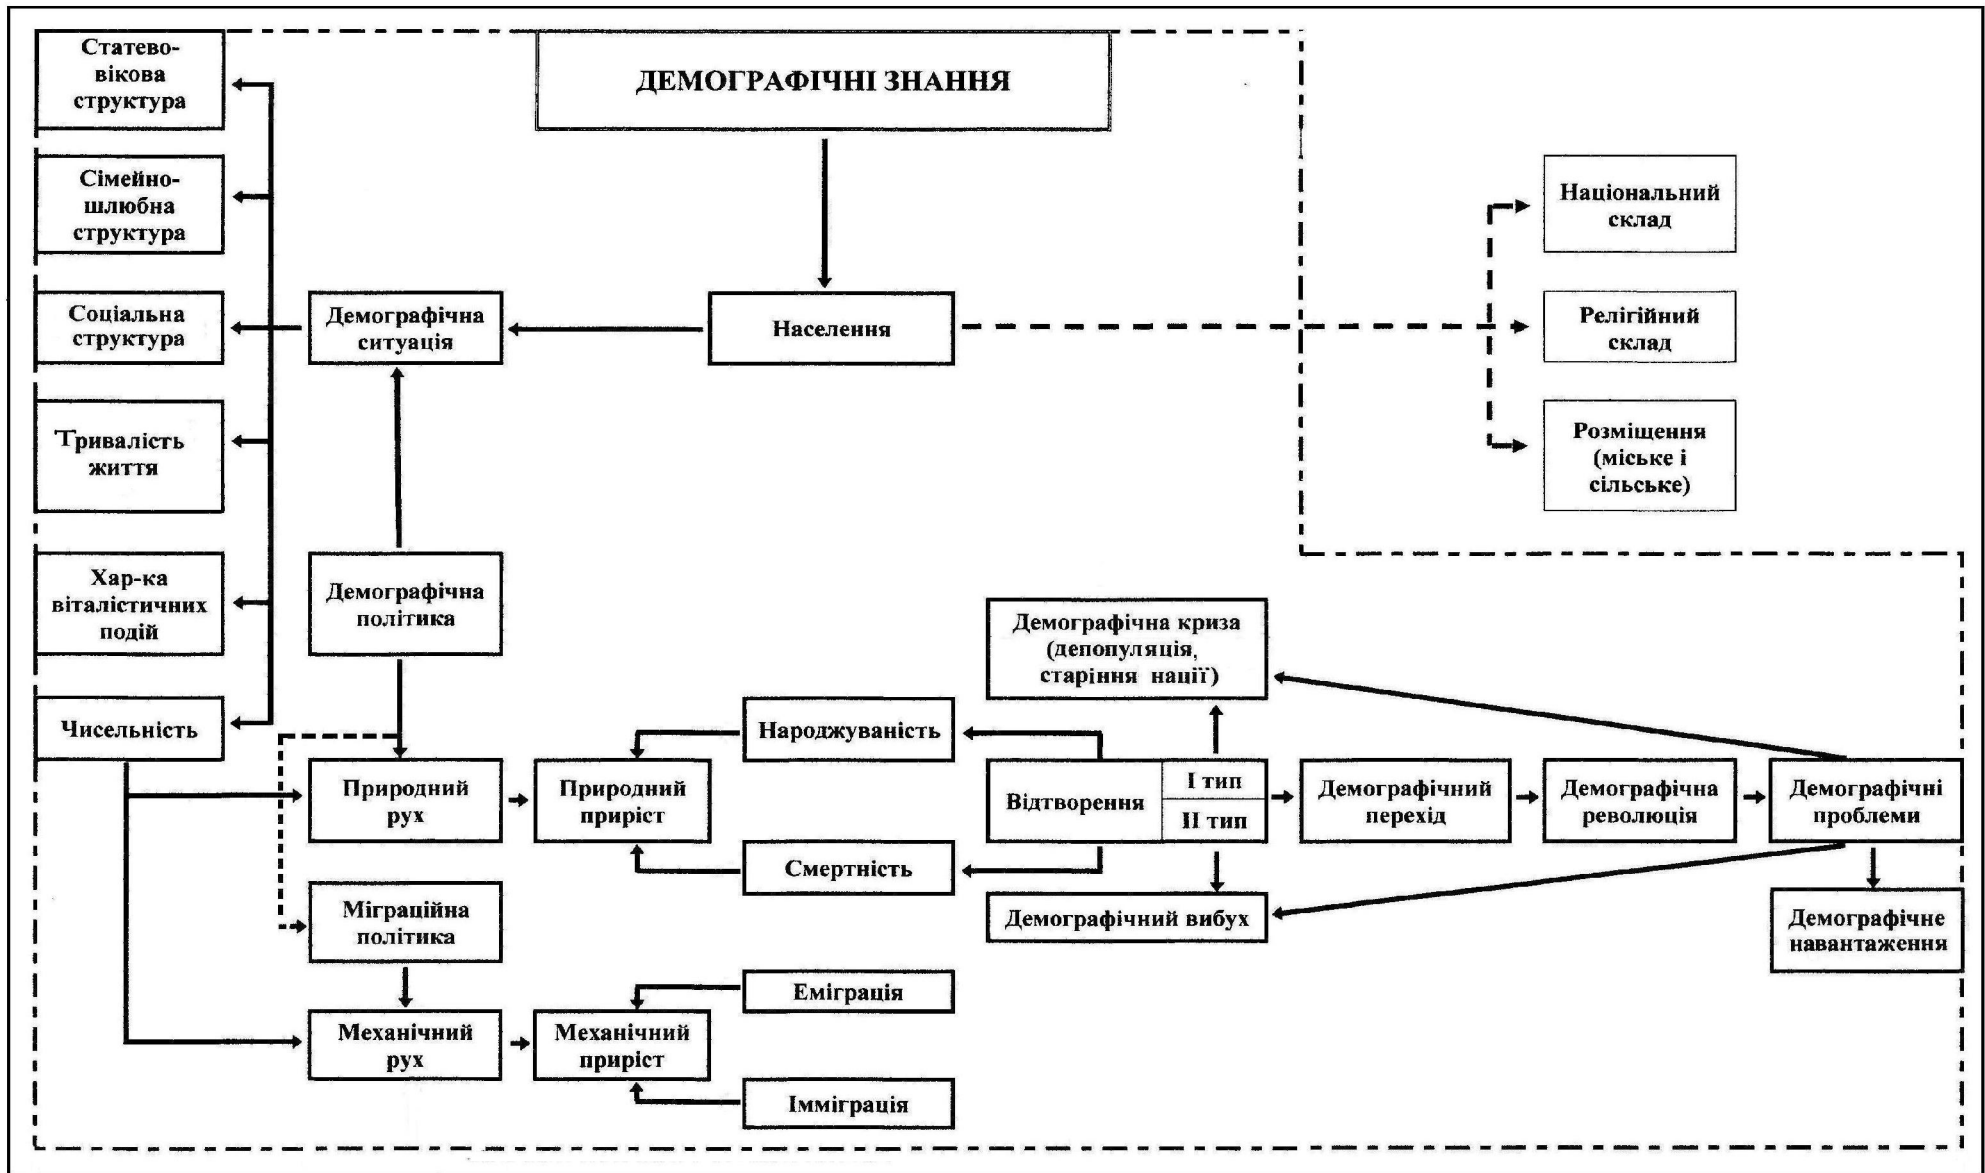 ДЕМОГРАФІЧНІ ЗНАННЯ
Статево-
вікова
структура
Сімейно-
шлюбна
структура
Соціальна
структура
Тривалість
життя
Хар-ка
віталістичних
подій
Чисельність
Демографічна
ситуація
Населення
Національний
склад
Релігійний
склад
Розміщення
(міське і
сільське)
Демографічна
політика
Природний
рух
Природний
приріст
Народжуваність
Смертність
Відтворення
І тип
ІІ тип
Демографічна криза
(депопуляція,
старіння нації)
Демографічний вибух
Демографічний
перехід
Демографічна
революція
Демографічні
проблеми
Демографічне
навантаження
Міграційна
політика
Механічний
рух
Механічний
приріст
Еміграція
Імміграція